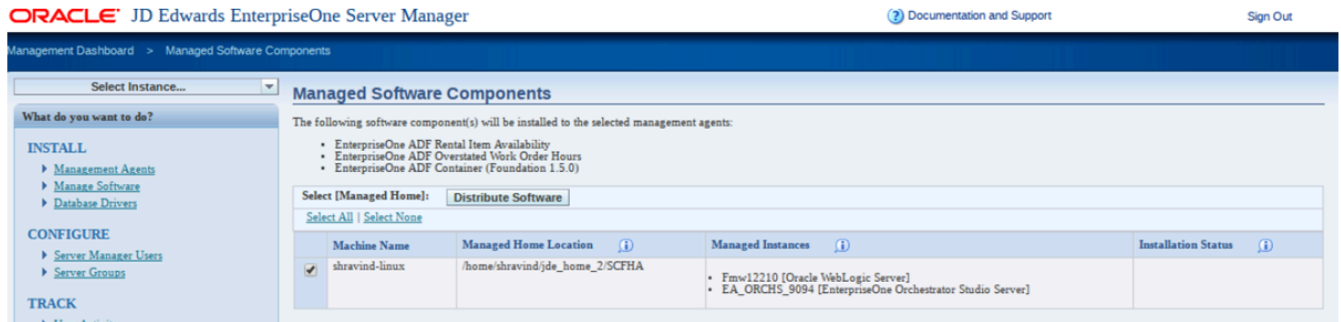 ORACLE JD Edwards EnterpriseOne Server Manager
Documentation and Support
Sign Out
Management Dashboard > Managed Software Components
Select Instance...
What do you want to do?
INSTALL
Management Agents
Manage Software
Database Drivers
CONFIGURE
Server Manager Users
Server Groups
TRACK
Managed Software Components
The following software component(s) will be installed to the selected management agents:
• EnterpriseOne ADF Rental Item Availability
• EnterpriseOne ADF Overstated Work Order Hours
• EnterpriseOne ADF Container (Foundation 1.5.0)
Select [Managed Home]: Distribute Software
Select All | Select None
Machine Name Managed Home Location Managed Instances Installation Status
shravind-linux /home/shravind/jde_home_2/SCFHA
• Fmw12210 [Oracle WebLogic Server]
• EA_ORCHS_9094 [EnterpriseOne Orchestrator Studio Server]